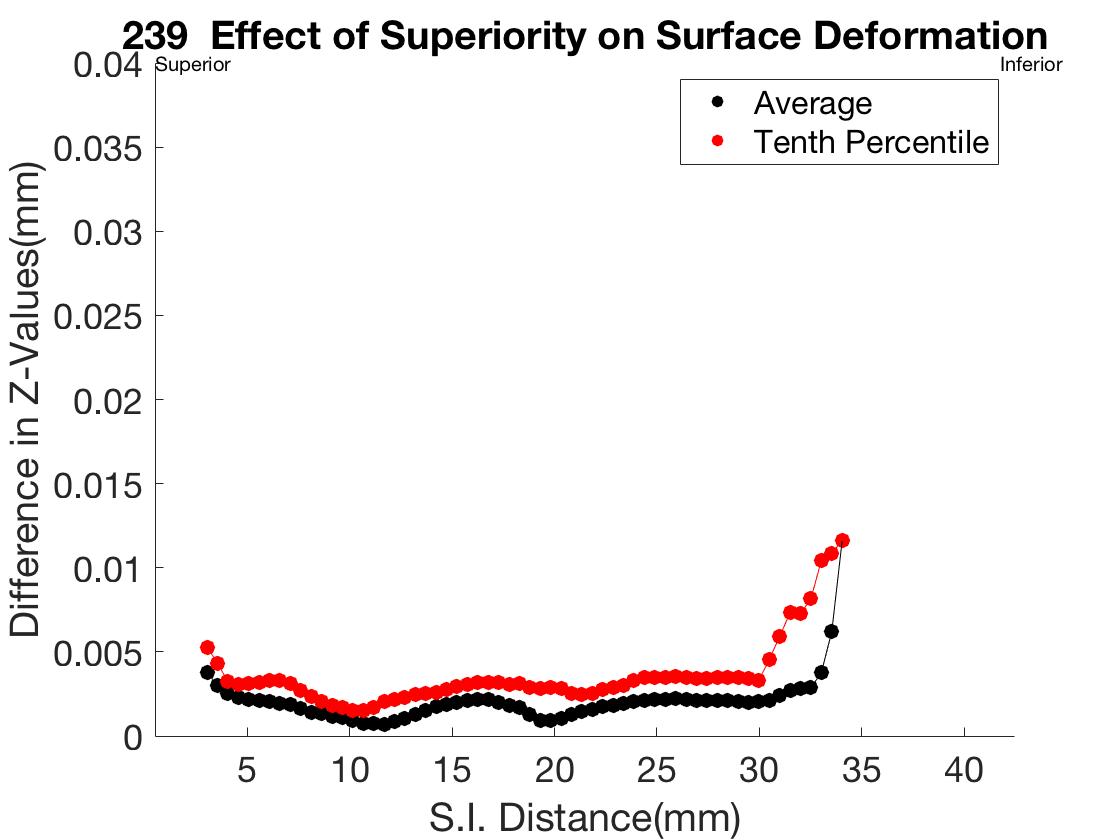 239 Effect of Superiority on Surface Deformation
Superior
Inferior
Average
Tenth Percentile
Difference in Z-Values(mm)
0.04
0.035
0.03
0.025
0.02
0.015
0.01
0.005
0
5 10 15 20 25 30 35 40
S.I. Distance(mm)